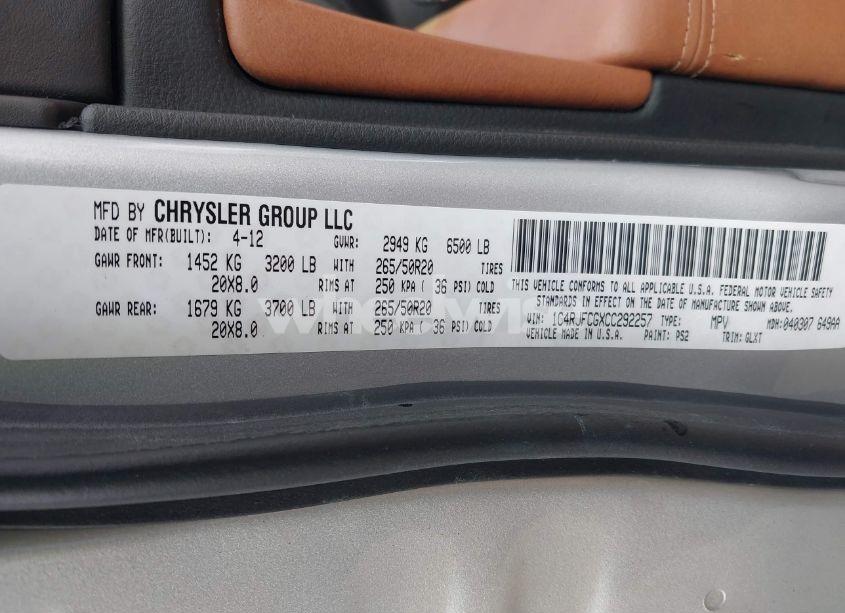 MFD BY CHRYSLER GROUP LLC
DATE OF MFR(BUILT): 4-12 GVWR: 2949 KG 6500 LB
GAWR FRONT: 1452 KG 3200 LB WITH 265/50R20 TIRES
20X8.0 RIMS AT 250 KPA ( 36 PSI) COLD
GAWR REAR: 1679 KG 3700 LB WITH 265/50R20 TIRES
20X8.0 RIMS AT 250 KPA ( 36 PSI) COLD
THIS VEHICLE CONFORMS TO ALL APPLICABLE U.S.A. FEDERAL MOTOR VEHICLE SAFETY
STANDARDS IN EFFECT ON THE DATE OF MANUFACTURE SHOWN ABOVE.
VIN: 1C4RJFCGXCC292257 TYPE: MPV MDH:040307 649AA
VEHICLE MADE IN U.S.A. PAINT: PS2 TRIM: GLXT